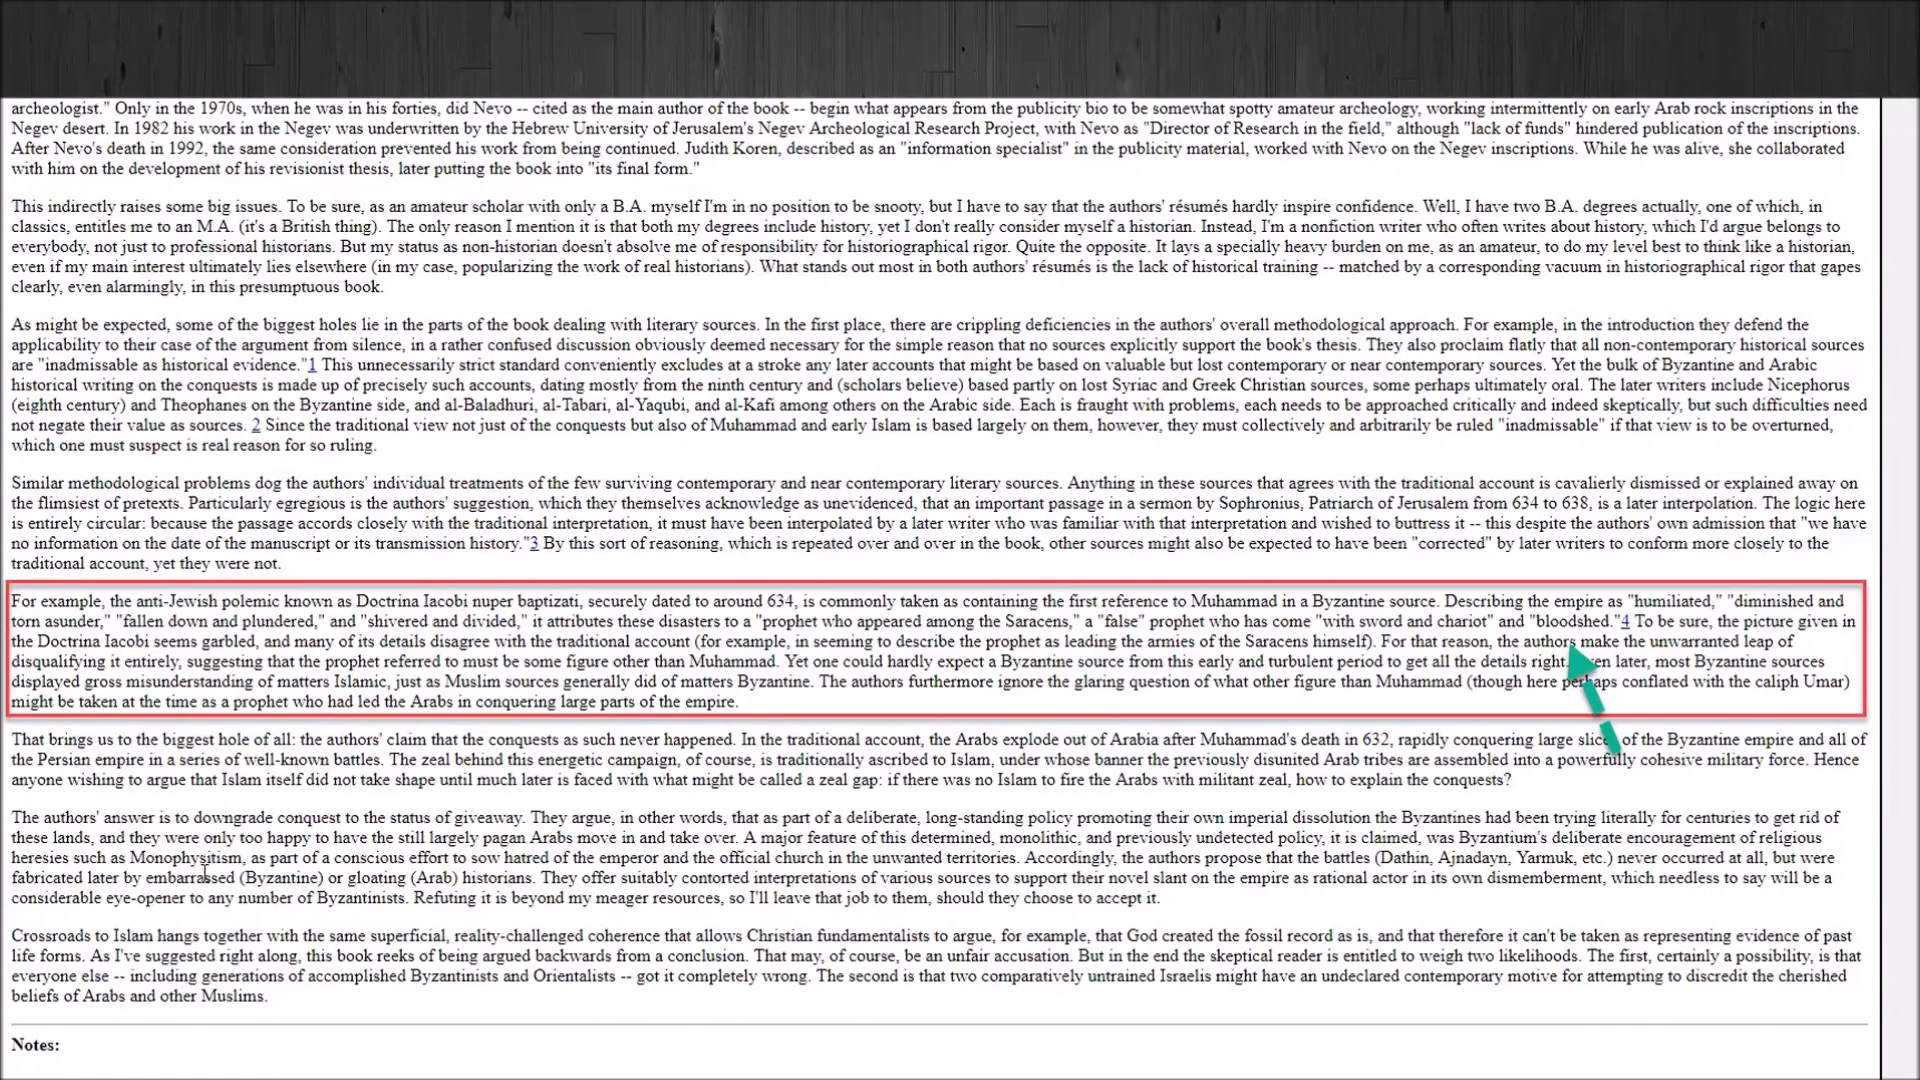 archeologist." Only in the 1970s, when he was in his forties, did Nevo -- cited as the main author of the book -- begin what appears from the publicity bio to be somewhat spotty amateur archeology, working intermittently on early Arab rock inscriptions in the
Negev desert. In 1982 his work in the Negev was underwritten by the Hebrew University of Jerusalem's Negev Archeological Research Project, with Nevo as "Director of Research in the field," although "lack of funds" hindered publication of the inscriptions.
After Nevo's death in 1992, the same consideration prevented his work from being continued. Judith Koren, described as an "information specialist" in the publicity material, worked with Nevo on the Negev inscriptions. While he was alive, she collaborated
with him on the development of his revisionist thesis, later putting the book into "its final form."
This indirectly raises some big issues. To be sure, as an amateur scholar with only a B.A. myself I'm in no position to be snooty, but I have to say that the authors' résumés hardly inspire confidence. Well, I have two B.A. degrees actually, one of which, in
classics, entitles me to an M.A. (it's a British thing). The only reason I mention it is that both my degrees include history, yet I don't really consider myself a historian. Instead, I'm a nonfiction writer who often writes about history, which I'd argue belongs to
everybody, not just to professional historians. But my status as non-historian doesn't absolve me of responsibility for historiographical rigor. Quite the opposite. It lays a specially heavy burden on me, as an amateur, to do my level best to think like a historian,
even if my main interest ultimately lies elsewhere (in my case, popularizing the work of real historians). What stands out most in both authors' résumés is the lack of historical training -- matched by a corresponding vacuum in historiographical rigor that gapes
clearly, even alarmingly, in this presumptuous book.
As might be expected, some of the biggest holes lie in the parts of the book dealing with literary sources. In the first place, there are crippling deficiencies in the authors' overall methodological approach. For example, in the introduction they defend the
applicability to their case of the argument from silence, in a rather confused discussion obviously deemed necessary for the simple reason that no sources explicitly support the book's thesis. They also proclaim flatly that all non-contemporary historical sources
are "inadmissable as historical evidence."1 This unnecessarily strict standard conveniently excludes at a stroke any later accounts that might be based on valuable but lost contemporary or near contemporary sources. Yet the bulk of Byzantine and Arabic
historical writing on the conquests is made up of precisely such accounts, dating mostly from the ninth century and (scholars believe) based partly on lost Syriac and Greek Christian sources, some perhaps ultimately oral. The later writers include Nicephorus
(eighth century) and Theophanes on the Byzantine side, and al-Baladhuri, al-Tabari, al-Yaqubi, and al-Kafi among others on the Arabic side. Each is fraught with problems, each needs to be approached critically and indeed skeptically, but such difficulties need
not negate their value as sources. 2 Since the traditional view not just of the conquests but also of Muhammad and early Islam is based largely on them, however, they must collectively and arbitrarily be ruled "inadmissable" if that view is to be overturned,
which one must suspect is real reason for so ruling.
Similar methodological problems dog the authors' individual treatments of the few surviving contemporary and near contemporary literary sources. Anything in these sources that agrees with the traditional account is cavalierly dismissed or explained away on
the flimsiest of pretexts. Particularly egregious is the authors' suggestion, which they themselves acknowledge as unevidenced, that an important passage in a sermon by Sophronius, Patriarch of Jerusalem from 634 to 638, is a later interpolation. The logic here
is entirely circular: because the passage accords closely with the traditional interpretation, it must have been interpolated by a later writer who was familiar with that interpretation and wished to buttress it -- this despite the authors' own admission that "we have
no information on the date of the manuscript or its transmission history."3 By this sort of reasoning, which is repeated over and over in the book, other sources might also be expected to have been "corrected" by later writers to conform more closely to the
traditional account, yet they were not.
For example, the anti-Jewish polemic known as Doctrina Iacobi nuper baptizati, securely dated to around 634, is commonly taken as containing the first reference to Muhammad in a Byzantine source. Describing the empire as "humiliated," "diminished and
torn asunder," "fallen down and plundered," and "shivered and divided," it attributes these disasters to a "prophet who appeared among the Saracens," a "false" prophet who has come "with sword and chariot" and "bloodshed."4 To be sure, the picture given in
the Doctrina Iacobi seems garbled, and many of its details disagree with the traditional account (for example, in seeming to describe the prophet as leading the armies of the Saracens himself). For that reason, the authors make the unwarranted leap of
disqualifying it entirely, suggesting that the prophet referred to must be some figure other than Muhammad. Yet one could hardly expect a Byzantine source from this early and turbulent period to get all the details right. later, most Byzantine sources
displayed gross misunderstanding of matters Islamic, just as Muslim sources generally did of matters Byzantine. The authors furthermore ignore the glaring question of what other figure than Muhammad (though here perhaps conflated with the caliph Umar)
might be taken at the time as a prophet who had led the Arabs in conquering large parts of the empire.
That brings us to the biggest hole of all: the authors' claim that the conquests as such never happened. In the traditional account, the Arabs explode out of Arabia after Muhammad's death in 632, rapidly conquering large slices of the Byzantine empire and all of
the Persian empire in a series of well-known battles. The zeal behind this energetic campaign, of course, is traditionally ascribed to Islam, under whose banner the previously disunited Arab tribes are assembled into a powerfully cohesive military force. Hence
anyone wishing to argue that Islam itself did not take shape until much later is faced with what might be called a zeal gap: if there was no Islam to fire the Arabs with militant zeal, how to explain the conquests?
The authors' answer is to downgrade conquest to the status of giveaway. They argue, in other words, that as part of a deliberate, long-standing policy promoting their own imperial dissolution the Byzantines had been trying literally for centuries to get rid of
these lands, and they were only too happy to have the still largely pagan Arabs move in and take over. A major feature of this determined, monolithic, and previously undetected policy, it is claimed, was Byzantium's deliberate encouragement of religious
heresies such as Monophysitism, as part of a conscious effort to sow hatred of the emperor and the official church in the unwanted territories. Accordingly, the authors propose that the battles (Dathin, Ajnadayn, Yarmuk, etc.) never occurred at all, but were
fabricated later by embarrassed (Byzantine) or gloating (Arab) historians. They offer suitably contorted interpretations of various sources to support their novel slant on the empire as rational actor in its own dismemberment, which needless to say will be a
considerable eye-opener to any number of Byzantinists. Refuting it is beyond my meager resources, so I'll leave that job to them, should they choose to accept it.
Crossroads to Islam hangs together with the same superficial, reality-challenged coherence that allows Christian fundamentalists to argue, for example, that God created the fossil record as is, and that therefore it can't be taken as representing evidence of past
life forms. As I've suggested right along, this book reeks of being argued backwards from a conclusion. That may, of course, be an unfair accusation. But in the end the skeptical reader is entitled to weigh two likelihoods. The first, certainly a possibility, is that
everyone else -- including generations of accomplished Byzantinists and Orientalists -- got it completely wrong. The second is that two comparatively untrained Israelis might have an undeclared contemporary motive for attempting to discredit the cherished
beliefs of Arabs and other Muslims.
Notes: